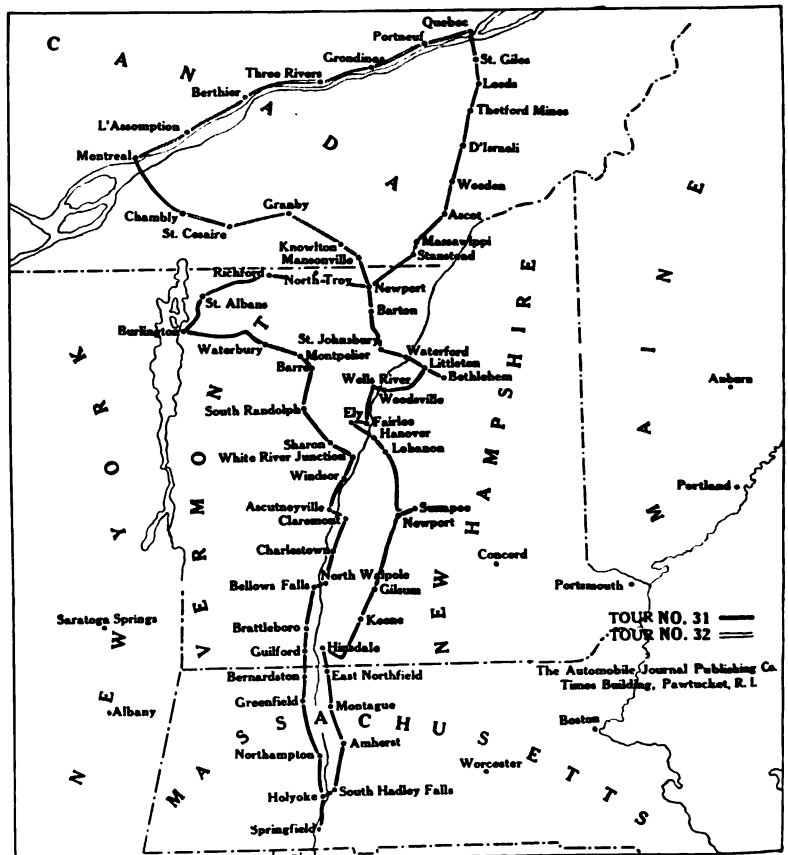 CANADA
Quebec
Portneuf
Grondines
St. Giles
Three Rivers
Leeds
Berthier
Thetford Mines
L'Assomption
D'Israeli
Montreal
Weedon
Granby
Chambly
Ascot
St. Cesaire
Knowlton
Massawippi
Mansonville
Stanstead
Richford
North Troy
Newport
St. Albans
Barton
Burlington
St. Johnsbury
Waterbury
Montpelier
Waterford
Littleton
Barre
Bethlehem
Wells River
Woodsville
Auburn
South Randolph
Ely
Fairlee
Hanover
Sharon
Lebanon
White River Junction
Windsor
Portland
Ascutneyville
Sunapee
Claremont
Newport
Charlestown
Concord
North Walpole
Bellows Falls
Gilsum
Portsmouth
Saratoga Springs
Keene
TOUR NO. 31
Brattleboro
TOUR NO. 32
Guilford
Hinsdale
Bernardston
East Northfield
The Automobile Journal Publishing Co.
Times Building, Pawtucket, R. I.
Greenfield
Montague
Albany
Boston
Amherst
Northampton
Worcester
Holyoke
South Hadley Falls
Springfield
NEW YORK
VERMONT
NEW HAMPSHIRE
MAINE
MASSACHUSETTS